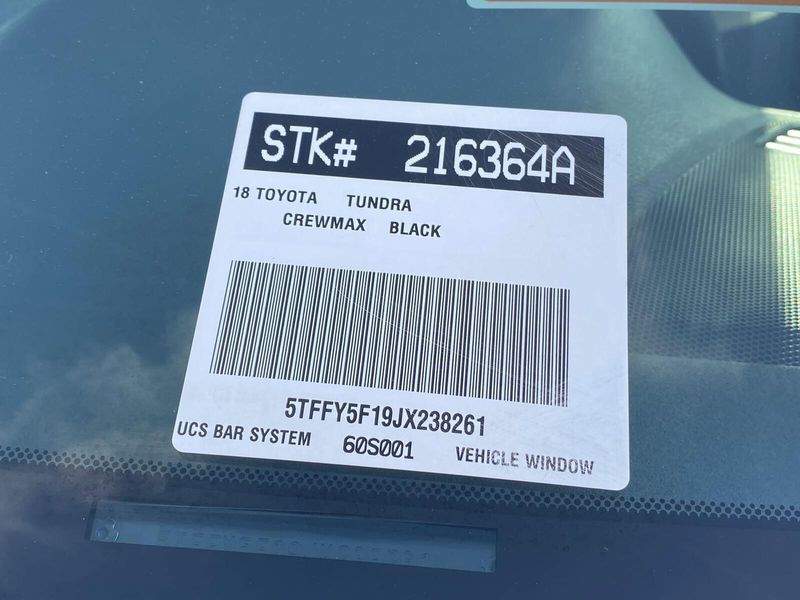 STK# 216364A
18 TOYOTA TUNDRA
CREWMAX BLACK
5TFFY5F19JX238261
UCS BAR SYSTEM 60S001 VEHICLE WINDOW